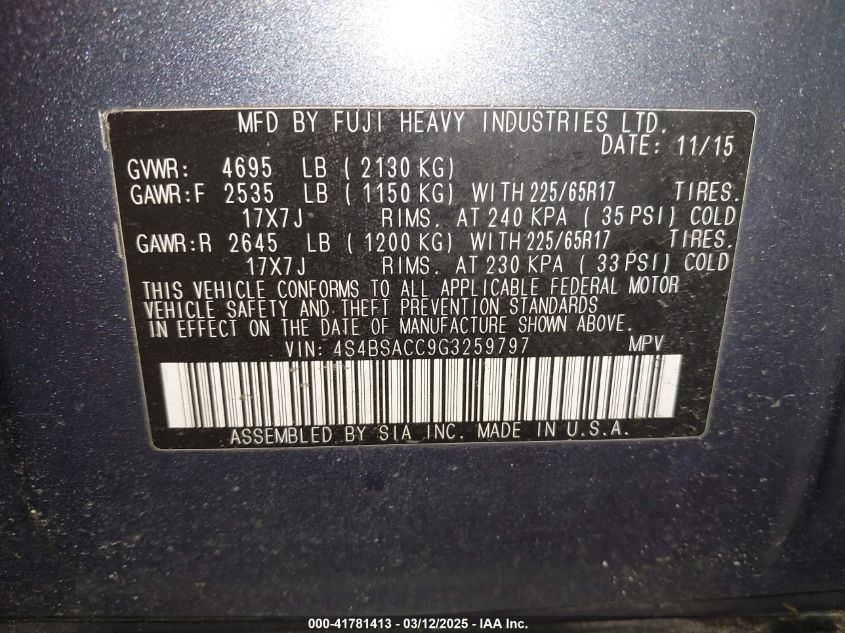 MFD BY FUJI HEAVY INDUSTRIES LTD.
DATE: 11/15
GVWR: 4695 LB ( 2130 KG)
GAWR:F 2535 LB ( 1150 KG) WITH 225/65R17 TIRES.
17X7J RIMS. AT 240 KPA ( 35 PSI) COLD
GAWR:R 2645 LB ( 1200 KG) WITH 225/65R17 TIRES.
17X7J RIMS. AT 230 KPA ( 33 PSI) COLD
THIS VEHICLE CONFORMS TO ALL APPLICABLE FEDERAL MOTOR
VEHICLE SAFETY AND THEFT PREVENTION STANDARDS
IN EFFECT ON THE DATE OF MANUFACTURE SHOWN ABOVE.
VIN: 4S4BSACC9G3259797 MPV
ASSEMBLED BY SIA INC. MADE IN U.S.A.
000-41781413 - 03/12/2025 - IAA Inc.